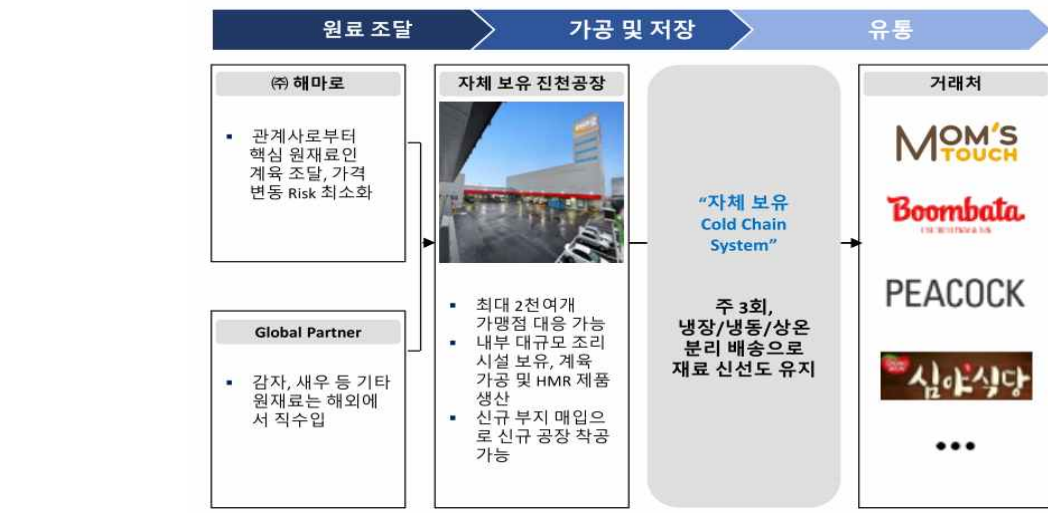 원료 조달
가공 및 저장
유통
㈜ 해마로
▪ 관계사로부터
핵심 원재료인
계육 조달, 가격
변동 Risk 최소화
Global Partner
▪ 감자, 새우 등 기타
원재료는 해외에
서 직수입
자체 보유 진천공장
▪ 최대 2천여개
가맹점 대응 가능
▪ 내부 대규모 조리
시설 보유, 계육
가공 및 HMR 제품
생산
▪ 신규 부지 매입으
로 신규 공장 착공
가능
“자체 보유
Cold Chain
System”
주 3회,
냉장/냉동/상온
분리 배송으로
재료 신선도 유지
거래처
MOM'S
TOUCH
Boombata
PEACOCK
심야식당
•••